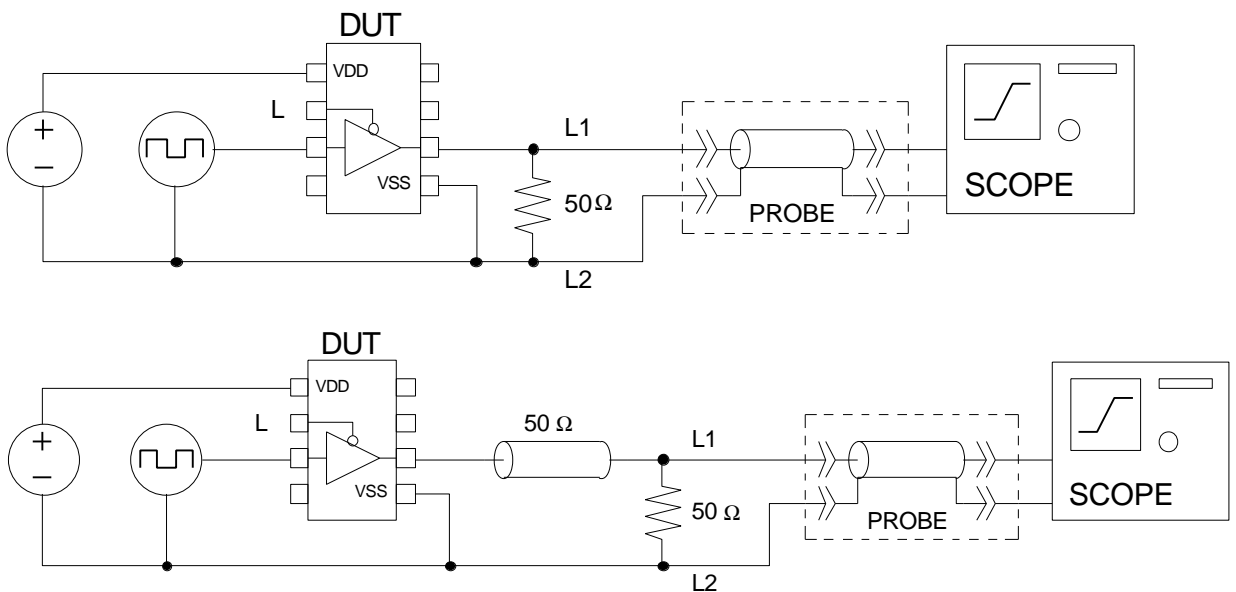 DUT
VDD
L
L1
VSS
50Ω
PROBE
SCOPE
L2
DUT
VDD
50 Ω
L
L1
VSS
50 Ω
PROBE
SCOPE
L2